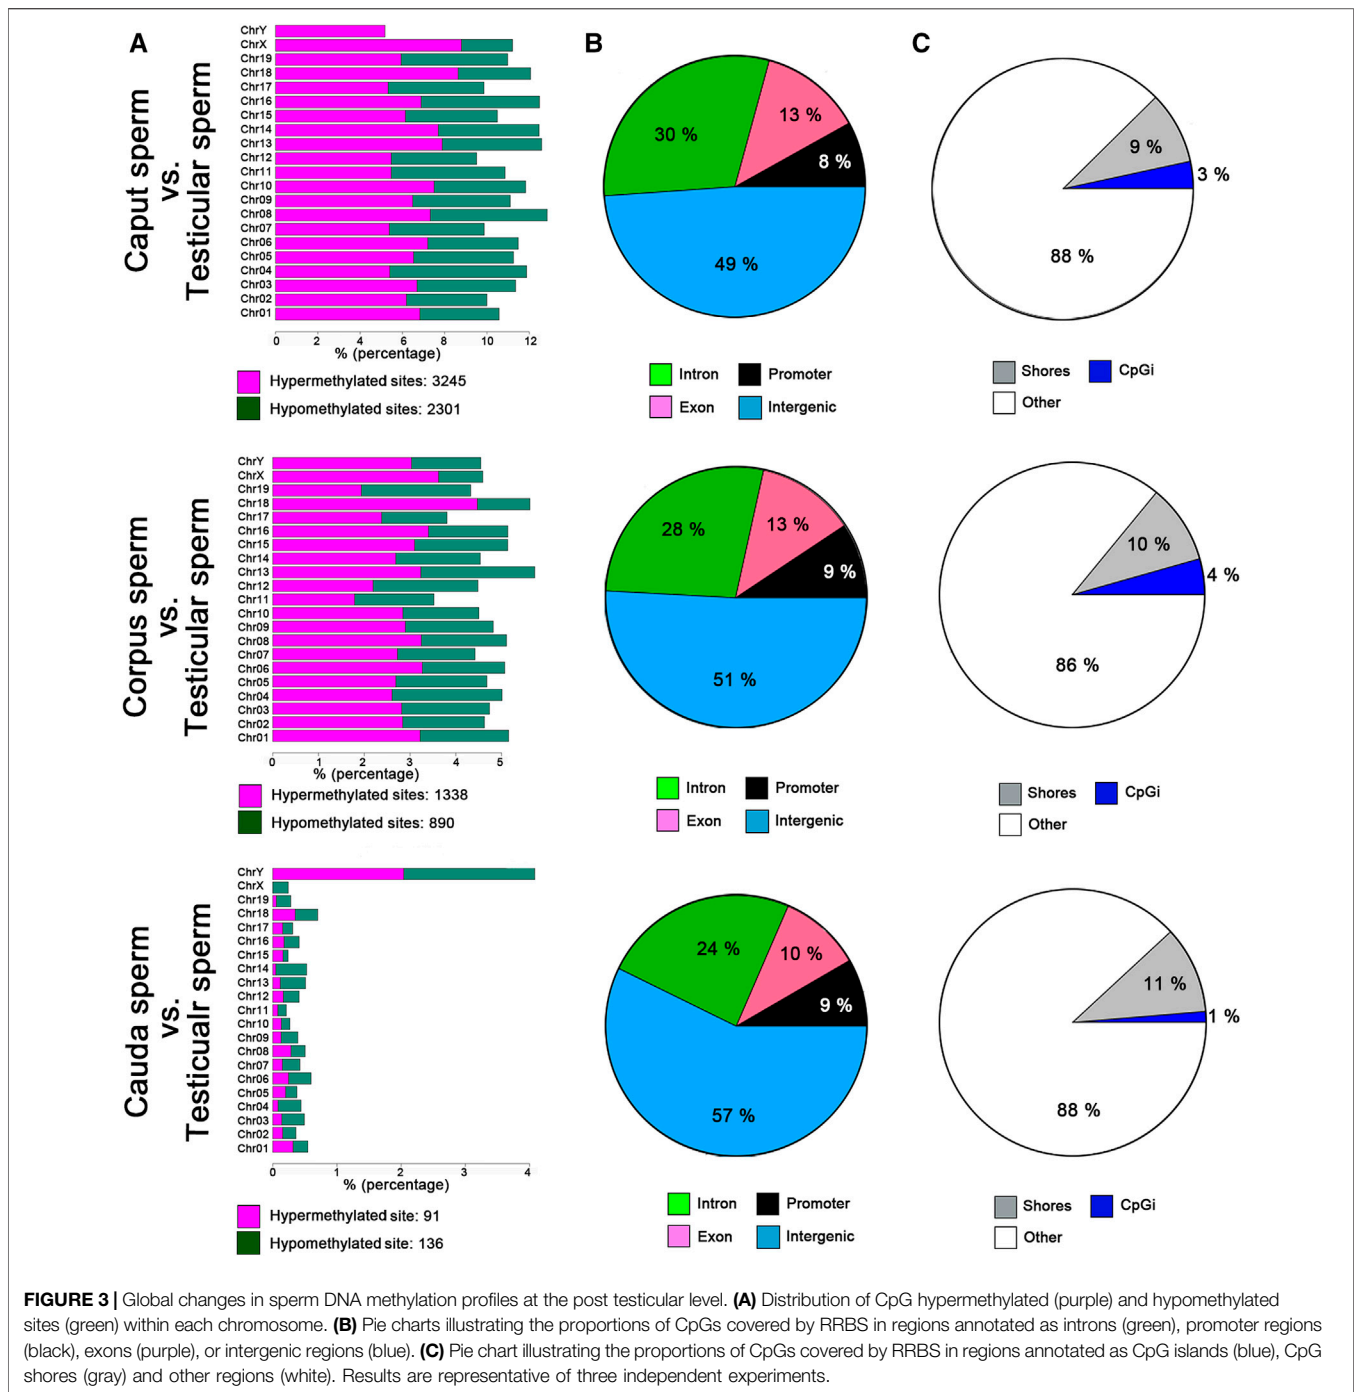 A
B
C
Caput sperm
vs.
Testicular sperm
ChrY
ChrX
Chr19
Chr18
Chr17
Chr16
Chr15
Chr14
Chr13
Chr12
Chr11
Chr10
Chr09
Chr08
Chr07
Chr06
Chr05
Chr04
Chr03
Chr02
Chr01
0 2 4 6 8 10 12
% (percentage)
Hypermethylated sites: 3245
Hypomethylated sites: 2301
30 %
13 %
8 %
49 %
Intron
Promoter
Exon
Intergenic
9 %
3 %
88 %
Shores
CpGi
Other
Corpus sperm
vs.
Testicular sperm
ChrY
ChrX
Chr19
Chr18
Chr17
Chr16
Chr15
Chr14
Chr13
Chr12
Chr11
Chr10
Chr09
Chr08
Chr07
Chr06
Chr05
Chr04
Chr03
Chr02
Chr01
0 1 2 3 4 5
% (percentage)
Hypermethylated sites: 1338
Hypomethylated sites: 890
28 %
13 %
9 %
51 %
Intron
Promoter
Exon
Intergenic
10 %
4 %
86 %
Shores
CpGi
Other
Cauda sperm
vs.
Testicualr sperm
ChrY
ChrX
Chr19
Chr18
Chr17
Chr16
Chr15
Chr14
Chr13
Chr12
Chr11
Chr10
Chr09
Chr08
Chr07
Chr06
Chr05
Chr04
Chr03
Chr02
Chr01
0 1 2 3 4
% (percentage)
Hypermethylated site: 91
Hypomethylated site: 136
24 %
10 %
9 %
57 %
Intron
Promoter
Exon
Intergenic
11 %
1 %
88 %
Shores
CpGi
Other
FIGURE 3 | Global changes in sperm DNA methylation profiles at the post testicular level. (A) Distribution of CpG hypermethylated (purple) and hypomethylated
sites (green) within each chromosome. (B) Pie charts illustrating the proportions of CpGs covered by RRBS in regions annotated as introns (green), promoter regions
(black), exons (purple), or intergenic regions (blue). (C) Pie chart illustrating the proportions of CpGs covered by RRBS in regions annotated as CpG islands (blue), CpG
shores (gray) and other regions (white). Results are representative of three independent experiments.